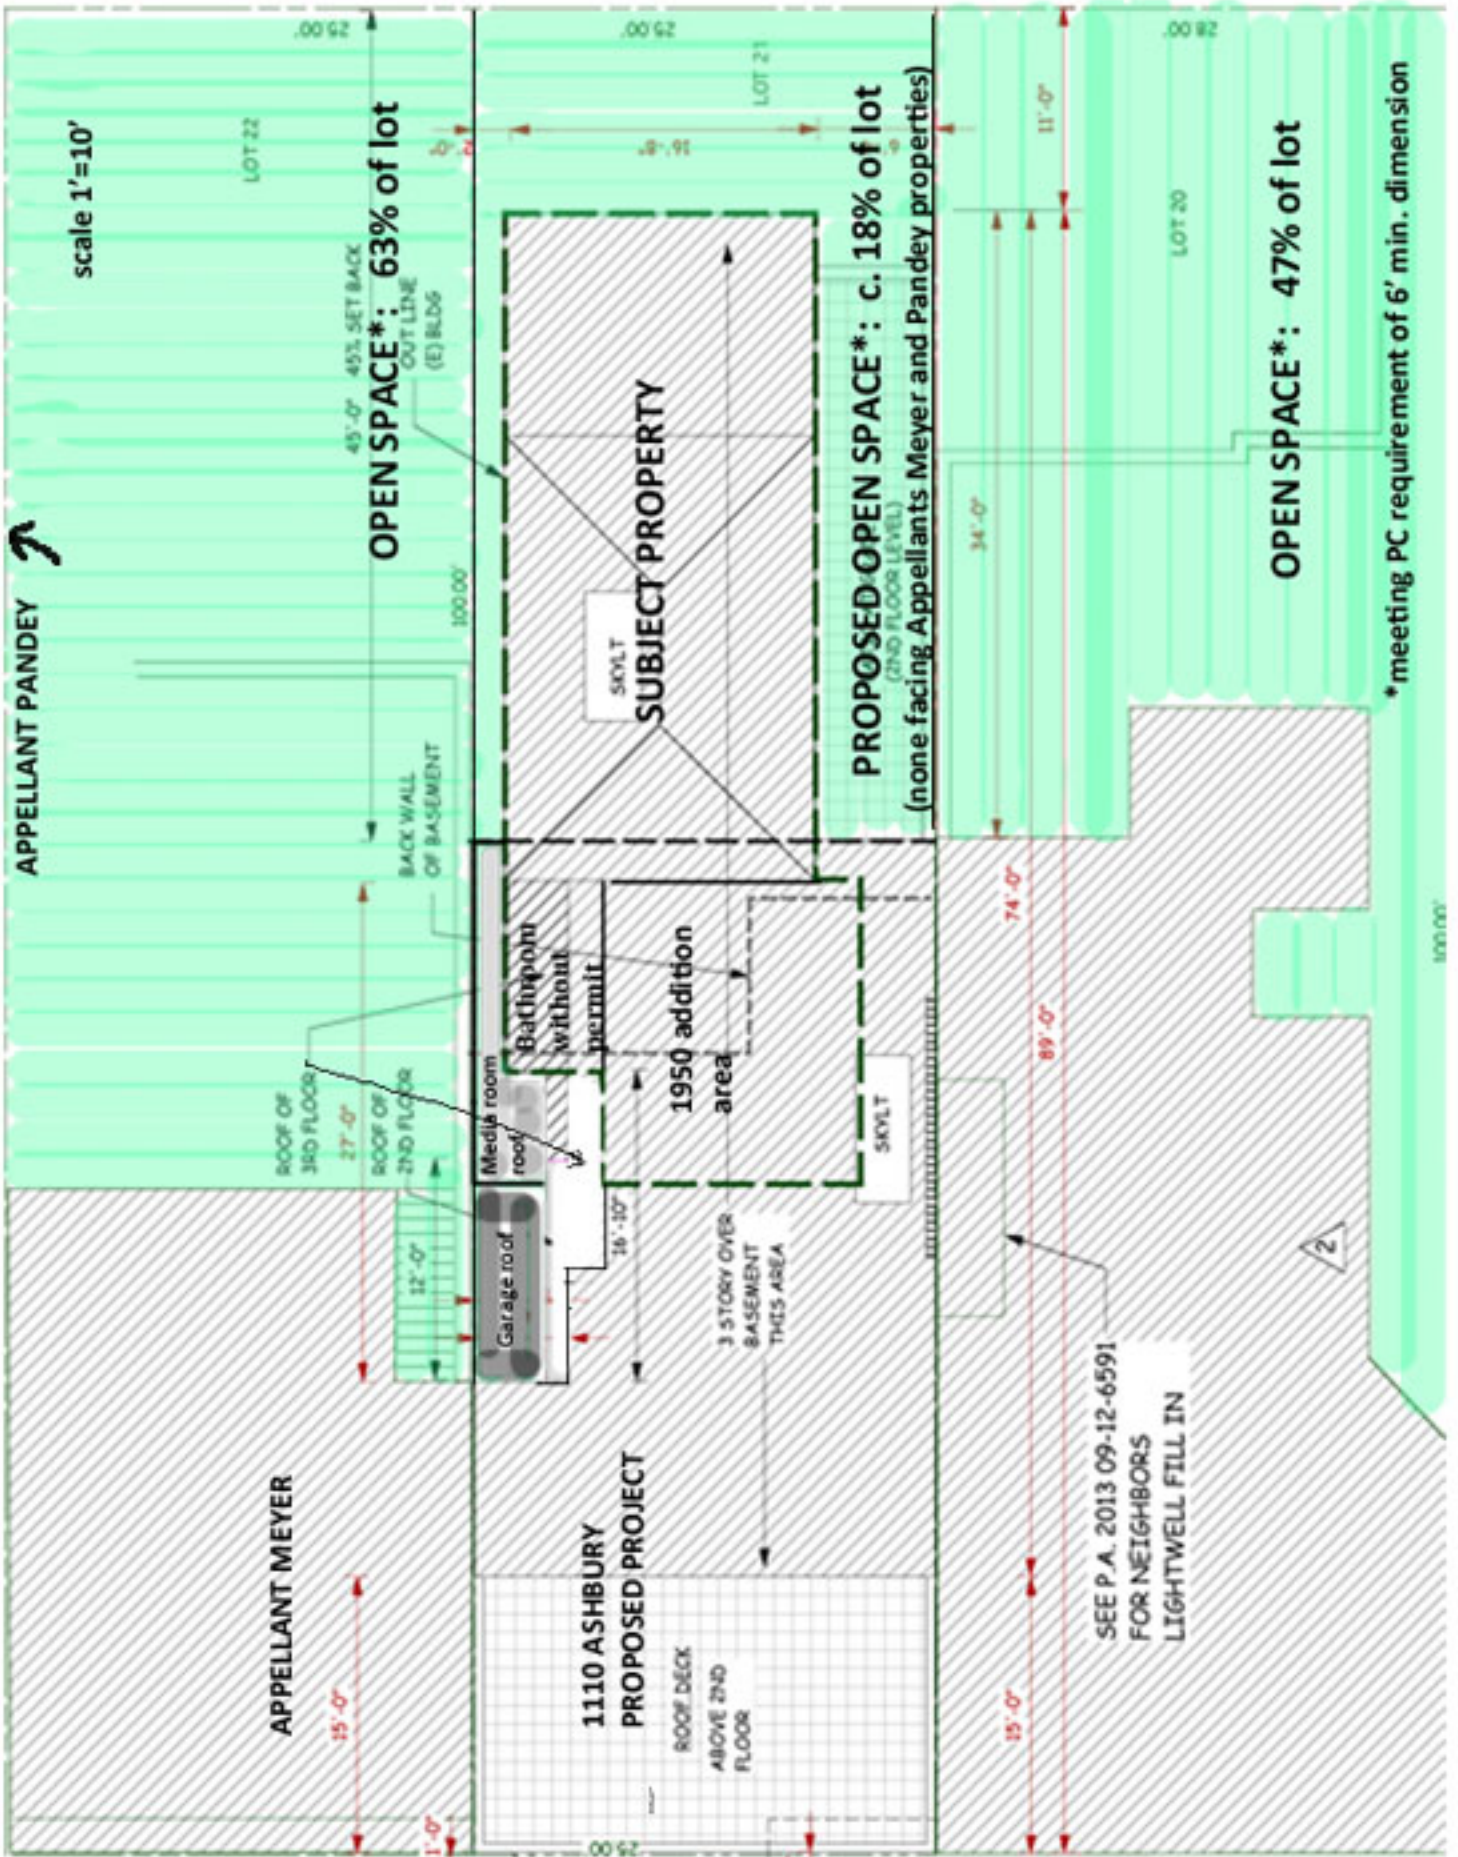 APPELLANT PANDEY
scale 1'=10'
LOT 22
25.00'
45'-0" 45% SET BACK
OPEN SPACE*: 63% of lot
OUT LINE
(E) BLDG
100.00'
BACK WALL
OF BASEMENT
ROOF OF
3RD FLOOR
27'-0"
ROOF OF
2ND FLOOR
12'-0"
APPELLANT MEYER
15'-0"
1'-0"
25.00'
LOT 21
16'-8"
SUBJECT PROPERTY
SKYLT
Bathroom
without
permit
Media room
roof
Garage roof
1950 addition
area
16'-10"
3 STORY OVER
BASEMENT
THIS AREA
SKYLT
1110 ASHBURY
PROPOSED PROJECT
ROOF DECK
ABOVE 2ND
FLOOR
25.00
PROPOSED OPEN SPACE*: c. 18% of lot
(2ND FLOOR LEVEL)
(none facing Appellants Meyer and Pandey properties)
28.00'
11'-0"
34'-0"
74'-0"
89'-0"
15'-0"
LOT 20
OPEN SPACE*: 47% of lot
*meeting PC requirement of 6' min. dimension
100.00'
2
SEE P.A. 2013 09-12-6591
FOR NEIGHBORS
LIGHTWELL FILL IN